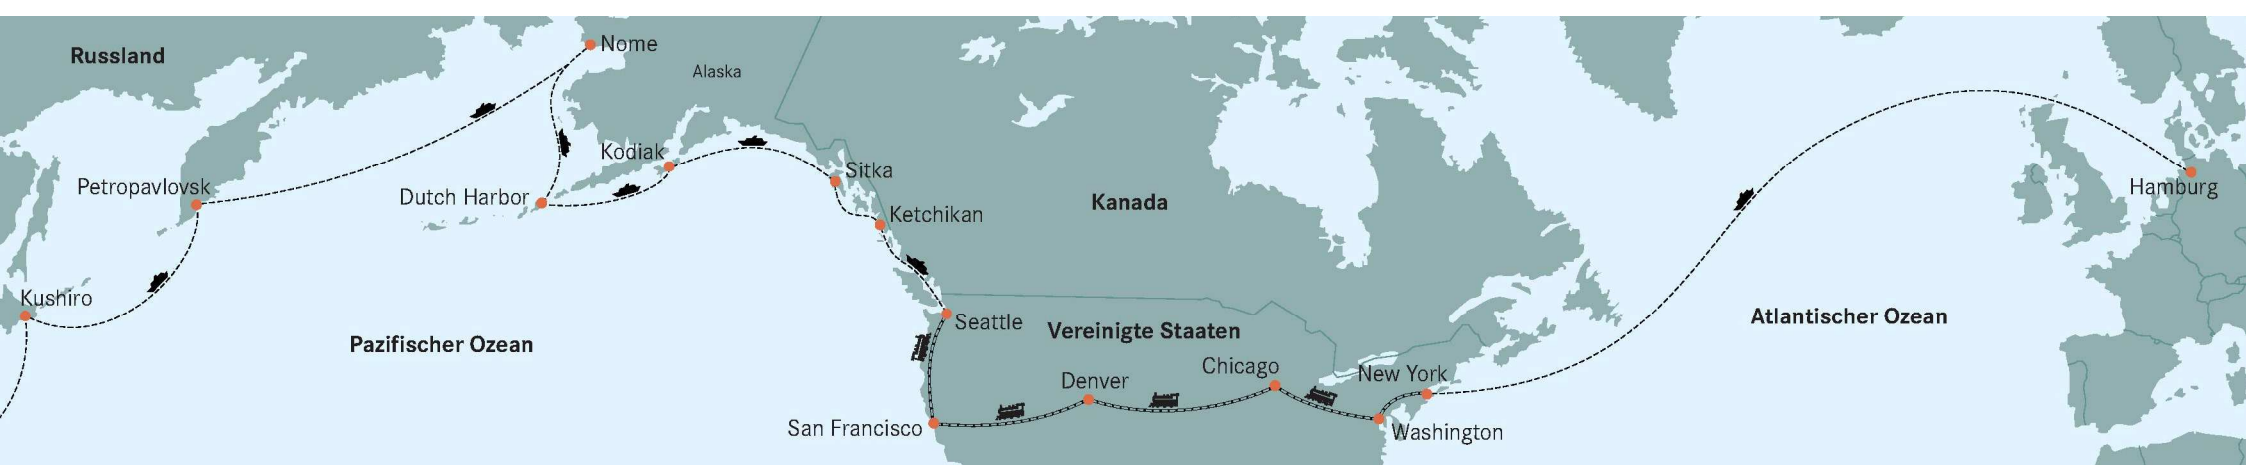 Russland
Nome
Alaska
Kodiak
Sitka
Petropavlovsk
Dutch Harbor
Kanada
Hamburg
Ketchikan
Kushiro
Seattle
Atlantischer Ozean
Vereinigte Staaten
Pazifischer Ozean
Chicago
New York
Denver
San Francisco
Washington